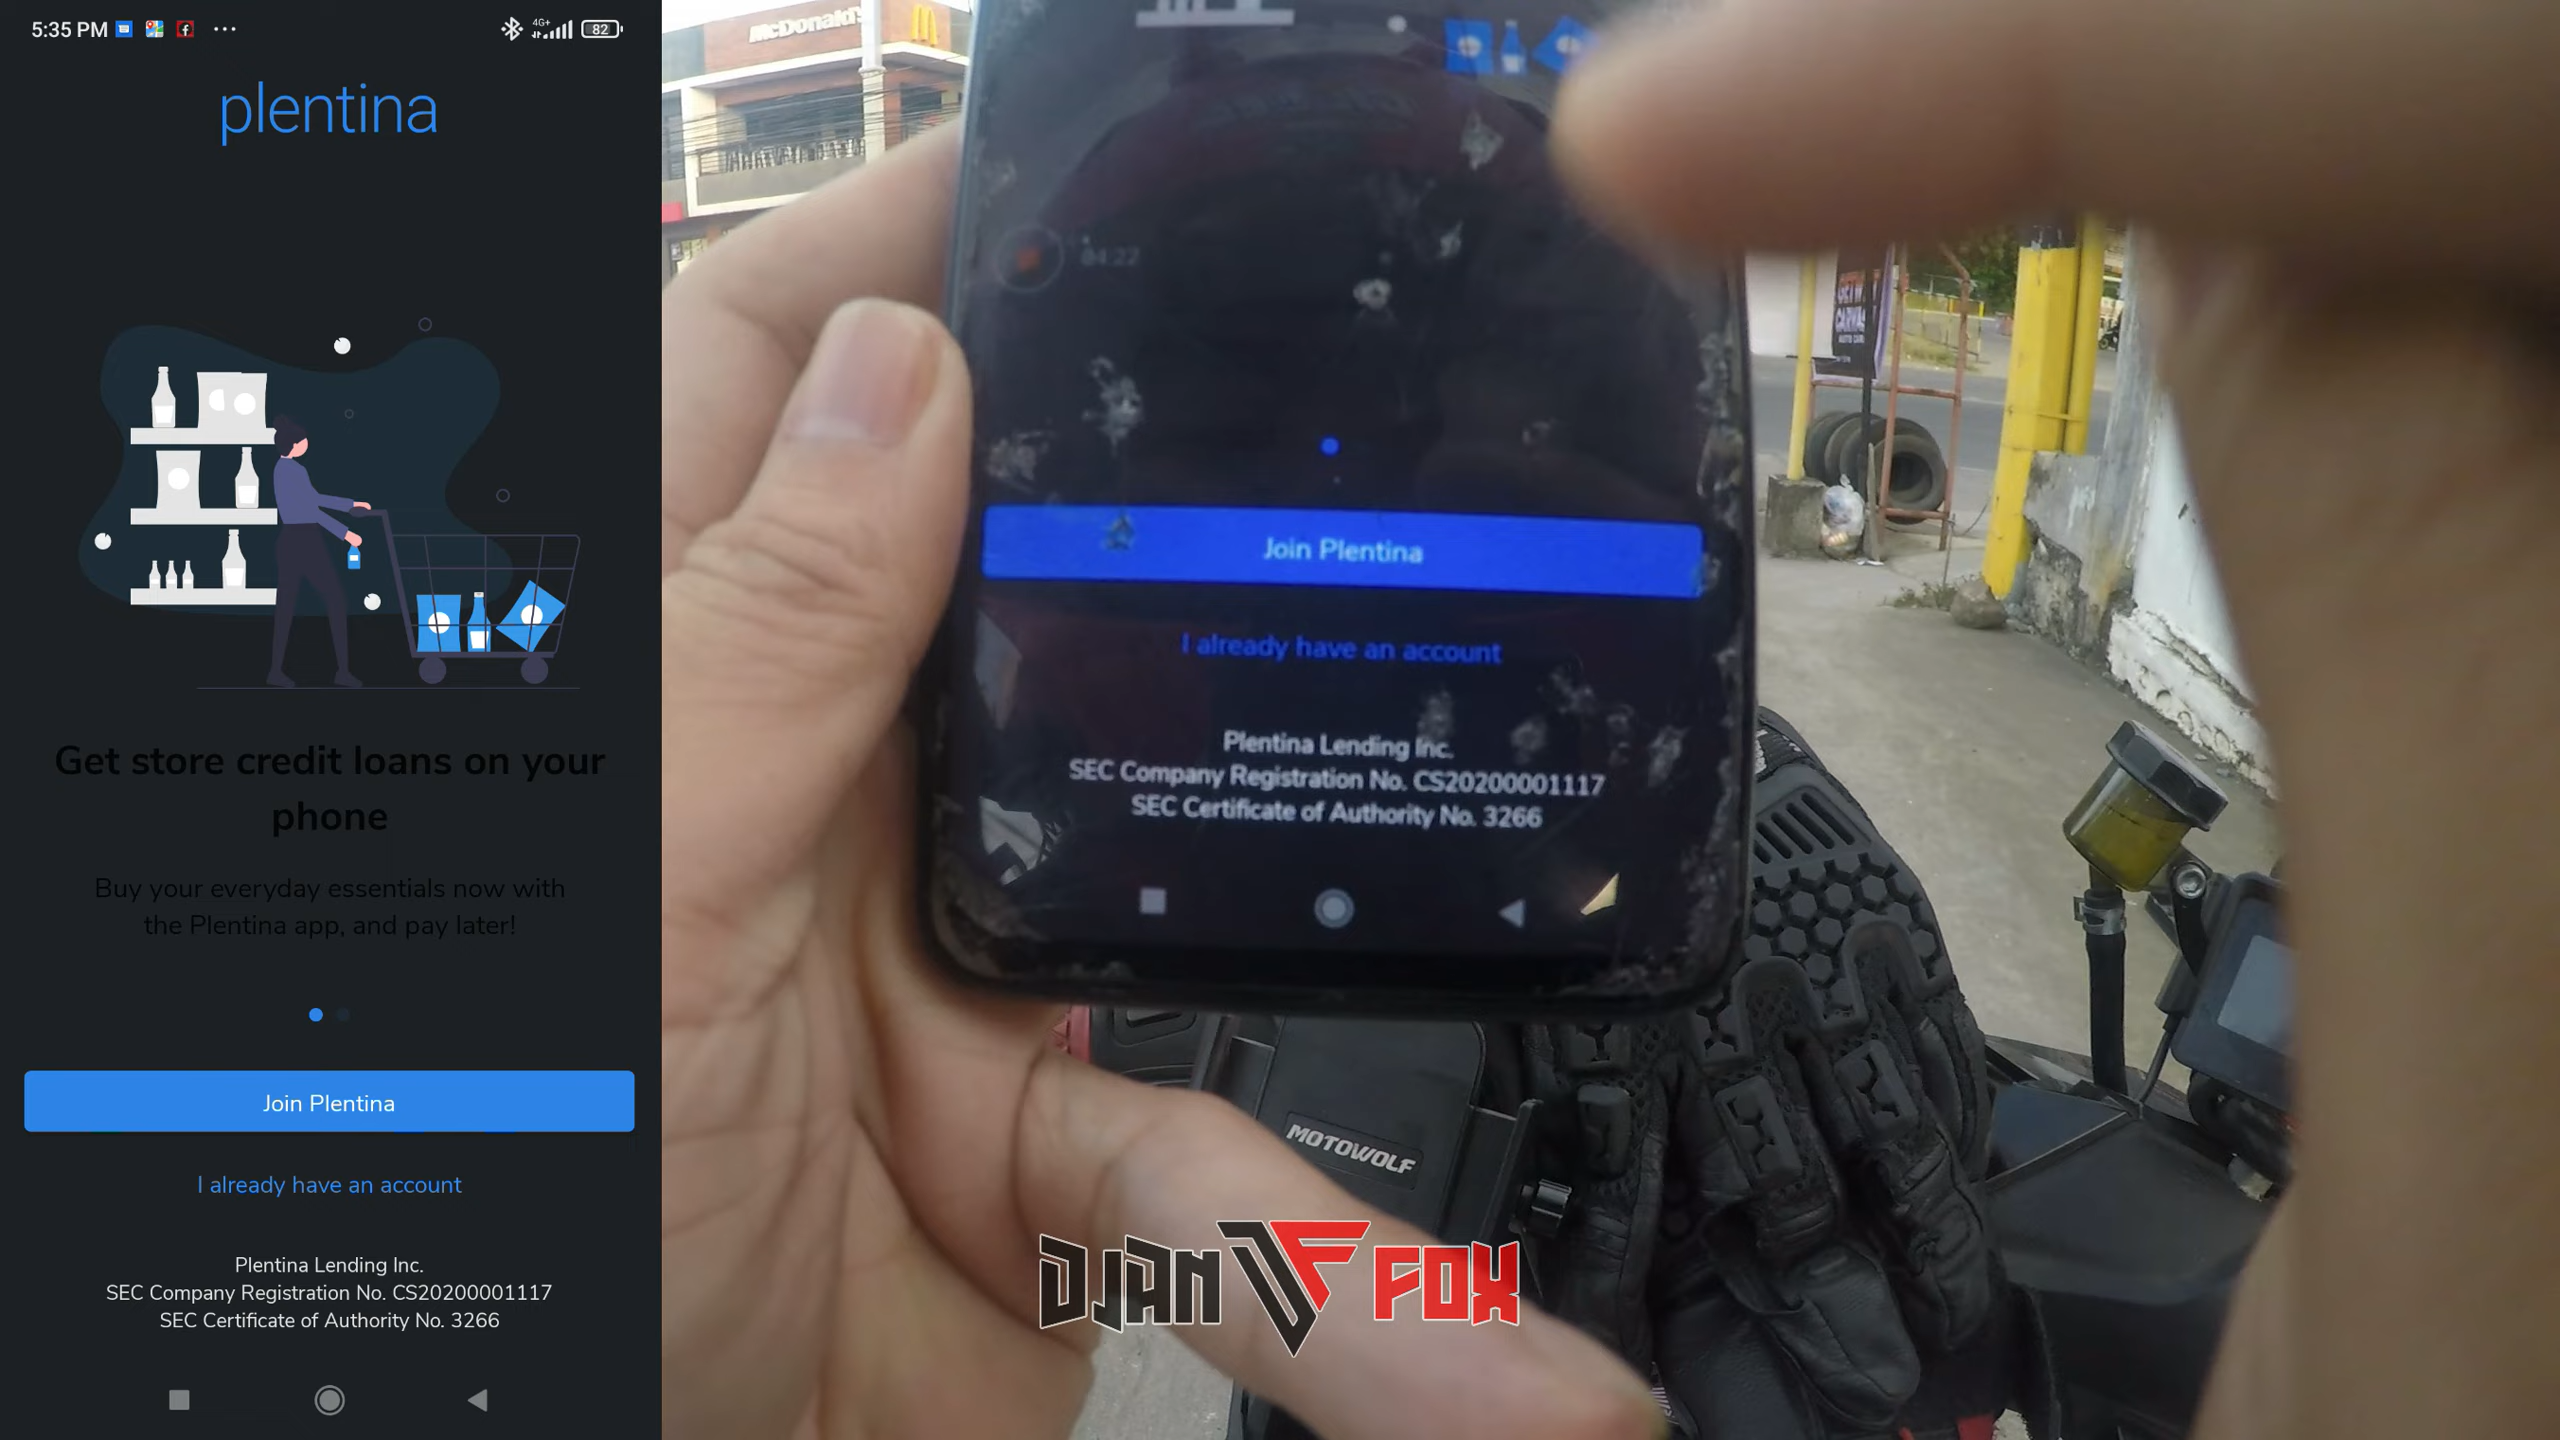 5:35 PM
4G+
82
plentina
Get store credit loans on your
phone
Buy your everyday essentials now with
the Plentina app, and pay later!
Join Plentina
I already have an account
Plentina Lending Inc.
SEC Company Registration No. CS20200001117
SEC Certificate of Authority No. 3266
McDonald's
04:22
Join Plentina
I already have an account
Plentina Lending Inc.
SEC Company Registration No. CS20200001117
SEC Certificate of Authority No. 3266
MOTOWOLF
DJAN FOX